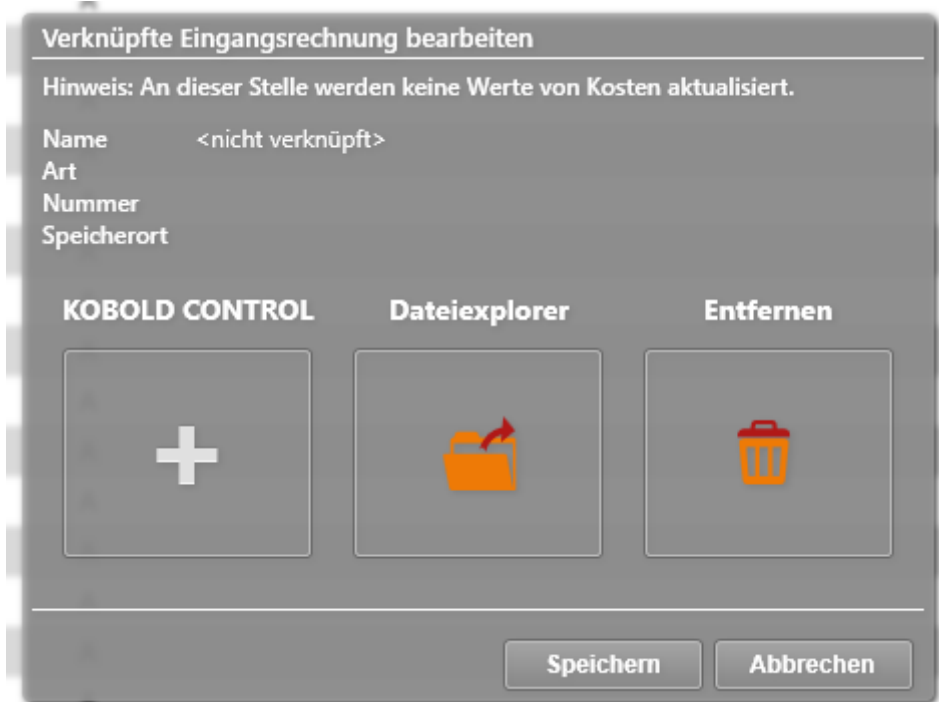 Verknüpfte Eingangsrechnung bearbeiten
Hinweis: An dieser Stelle werden keine Werte von Kosten aktualisiert.
Name <nicht verknüpft>
Art
Nummer
Speicherort
KOBOLD CONTROL Dateiexplorer Entfernen
Speichern Abbrechen